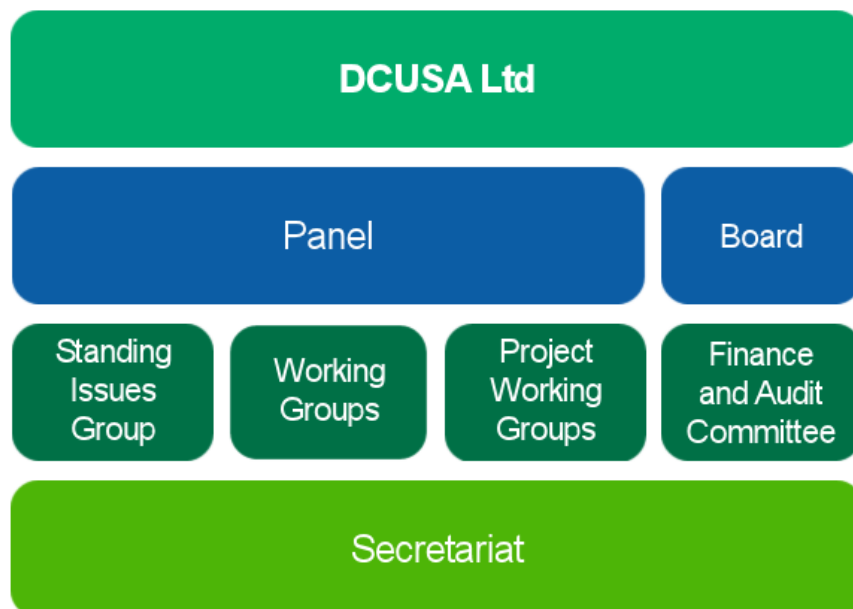 DCUSA Ltd
Panel
Board
Standing
Issues
Group
Working
Groups
Project
Working
Groups
Finance
and Audit
Committee
Secretariat